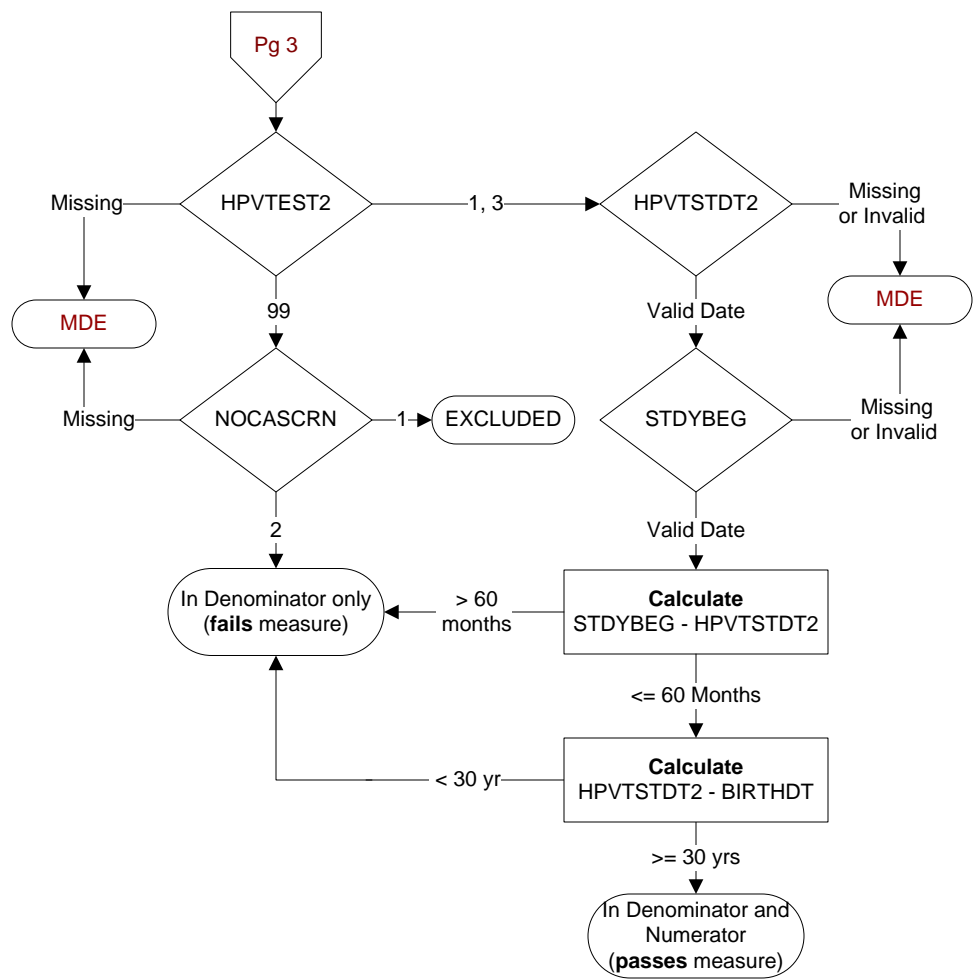 Pg 3
HPVTEST2
Missing
1, 3
HPVTSTDT2
Missing
or Invalid
MDE
99
Valid Date
MDE
Missing
NOCASCRN
1
EXCLUDED
STDYBEG
Missing
or Invalid
2
Valid Date
In Denominator only
(fails measure)
> 60
months
Calculate
STDYBEG - HPVTSTDT2
<= 60 Months
< 30 yr
Calculate
HPVTSTDT2 - BIRTHDT
>= 30 yrs
In Denominator and
Numerator
(passes measure)